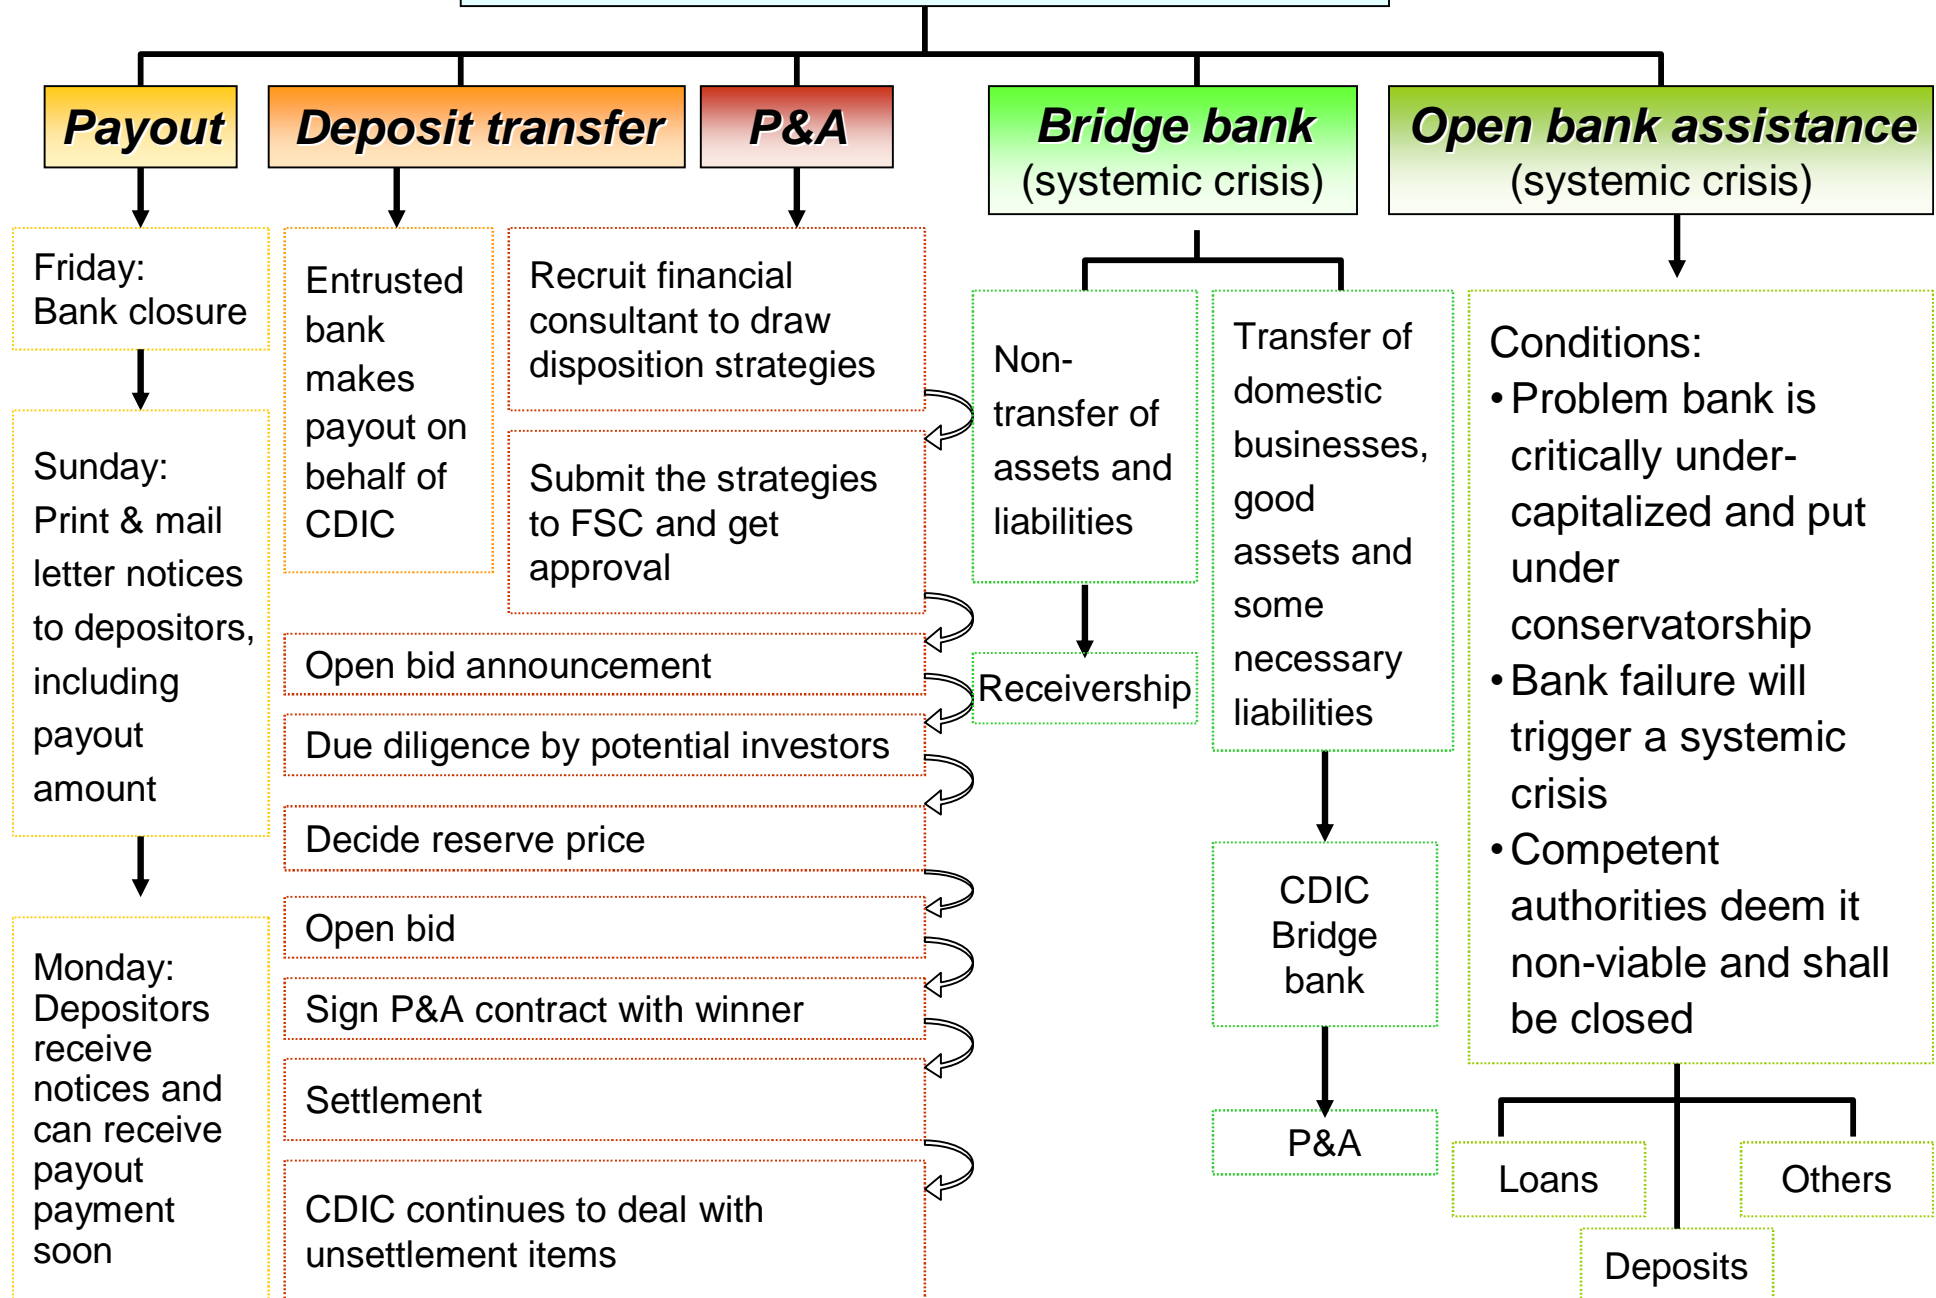 Payout
Deposit transfer
P&A
Bridge bank
(systemic crisis)
Open bank assistance
(systemic crisis)
Friday:
Bank closure
Sunday:
Print & mail
letter notices
to depositors,
including
payout
amount
Monday:
Depositors
receive
notices and
can receive
payout
payment
soon
Entrusted
bank
makes
payout on
behalf of
CDIC
Recruit financial
consultant to draw
disposition strategies
Submit the strategies
to FSC and get
approval
Open bid announcement
Due diligence by potential investors
Decide reserve price
Open bid
Sign P&A contract with winner
Settlement
CDIC continues to deal with
unsettlement items
Non-
transfer of
assets and
liabilities
Receivership
Transfer of
domestic
businesses,
good
assets and
some
necessary
liabilities
CDIC
Bridge
bank
P&A
Conditions:
•Problem bank is
critically under-
capitalized and put
under
conservatorship
•Bank failure will
trigger a systemic
crisis
•Competent
authorities deem it
non-viable and shall
be closed
Loans
Others
Deposits